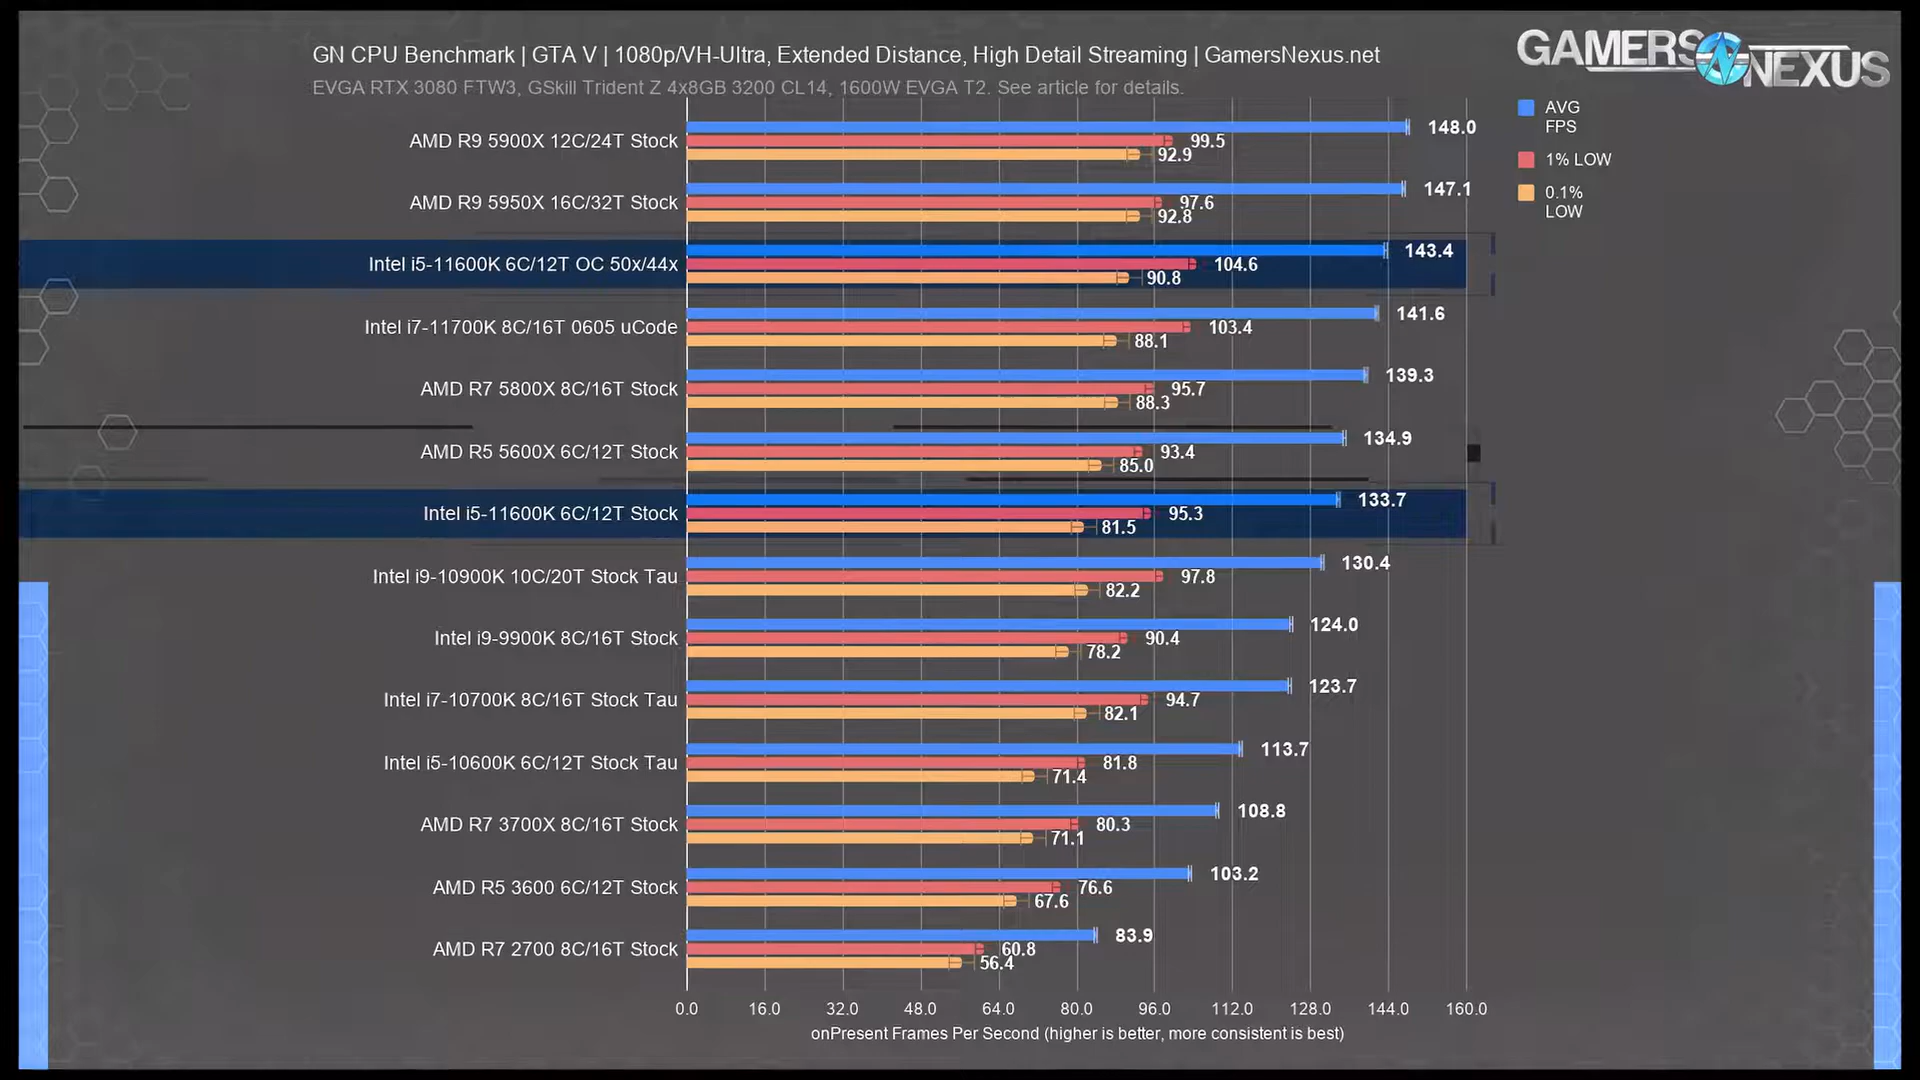 GN CPU Benchmark | GTA V | 1080p/VH-Ultra, Extended Distance, High Detail Streaming | GamersNexus.net
EVGA RTX 3080 FTW3, GSkill Trident Z 4x8GB 3200 CL14, 1600W EVGA T2. See article for details.
GAMERS NEXUS
AVG
FPS
1% LOW
0.1%
LOW
AMD R9 5900X 12C/24T Stock
148.0
99.5
92.9
AMD R9 5950X 16C/32T Stock
147.1
97.6
92.8
Intel i5-11600K 6C/12T OC 50x/44x
143.4
104.6
90.8
Intel i7-11700K 8C/16T 0605 uCode
141.6
103.4
88.1
AMD R7 5800X 8C/16T Stock
139.3
95.7
88.3
AMD R5 5600X 6C/12T Stock
134.9
93.4
85.0
Intel i5-11600K 6C/12T Stock
133.7
95.3
81.5
Intel i9-10900K 10C/20T Stock Tau
130.4
97.8
82.2
Intel i9-9900K 8C/16T Stock
124.0
90.4
78.2
Intel i7-10700K 8C/16T Stock Tau
123.7
94.7
82.1
Intel i5-10600K 6C/12T Stock Tau
113.7
81.8
71.4
AMD R7 3700X 8C/16T Stock
108.8
80.3
71.1
AMD R5 3600 6C/12T Stock
103.2
76.6
67.6
AMD R7 2700 8C/16T Stock
83.9
60.8
56.4
0.0 16.0 32.0 48.0 64.0 80.0 96.0 112.0 128.0 144.0 160.0
onPresent Frames Per Second (higher is better, more consistent is best)